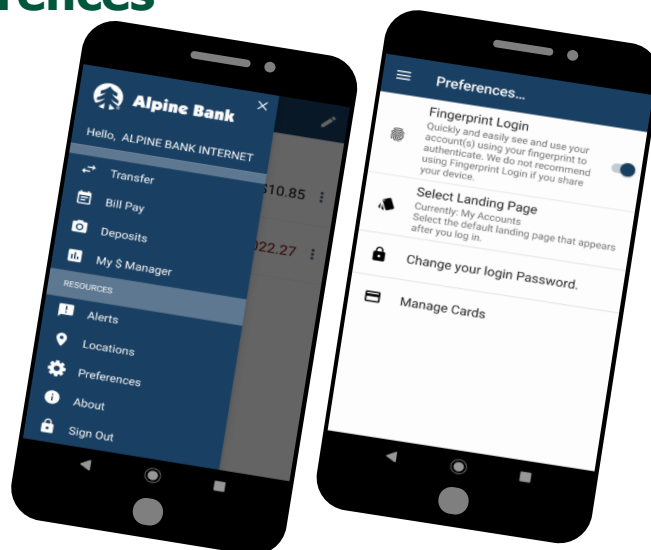 Alpine Bank
Hello, ALPINE BANK INTERNET
Transfer
Bill Pay
Deposits
My $ Manager
RESOURCES
Alerts
Locations
Preferences
About
Sign Out
10.85
022.27
Preferences...
Fingerprint Login
Quickly and easily see and use your
account(s) using your fingerprint to
authenticate. We do not recommend
using Fingerprint Login if you share
your device.
Select Landing Page
Currently: My Accounts
Select the default landing page that appears
after you log in.
Change your login Password.
Manage Cards